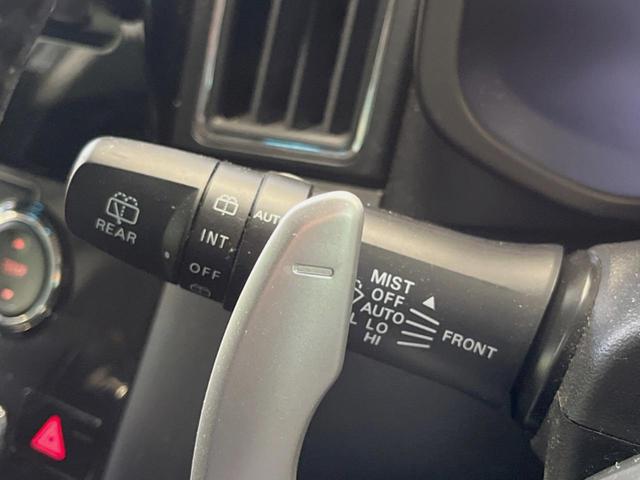 REAR
INT
OFF
AUTO
MIST
OFF
AUTO
LO
HI
FRONT